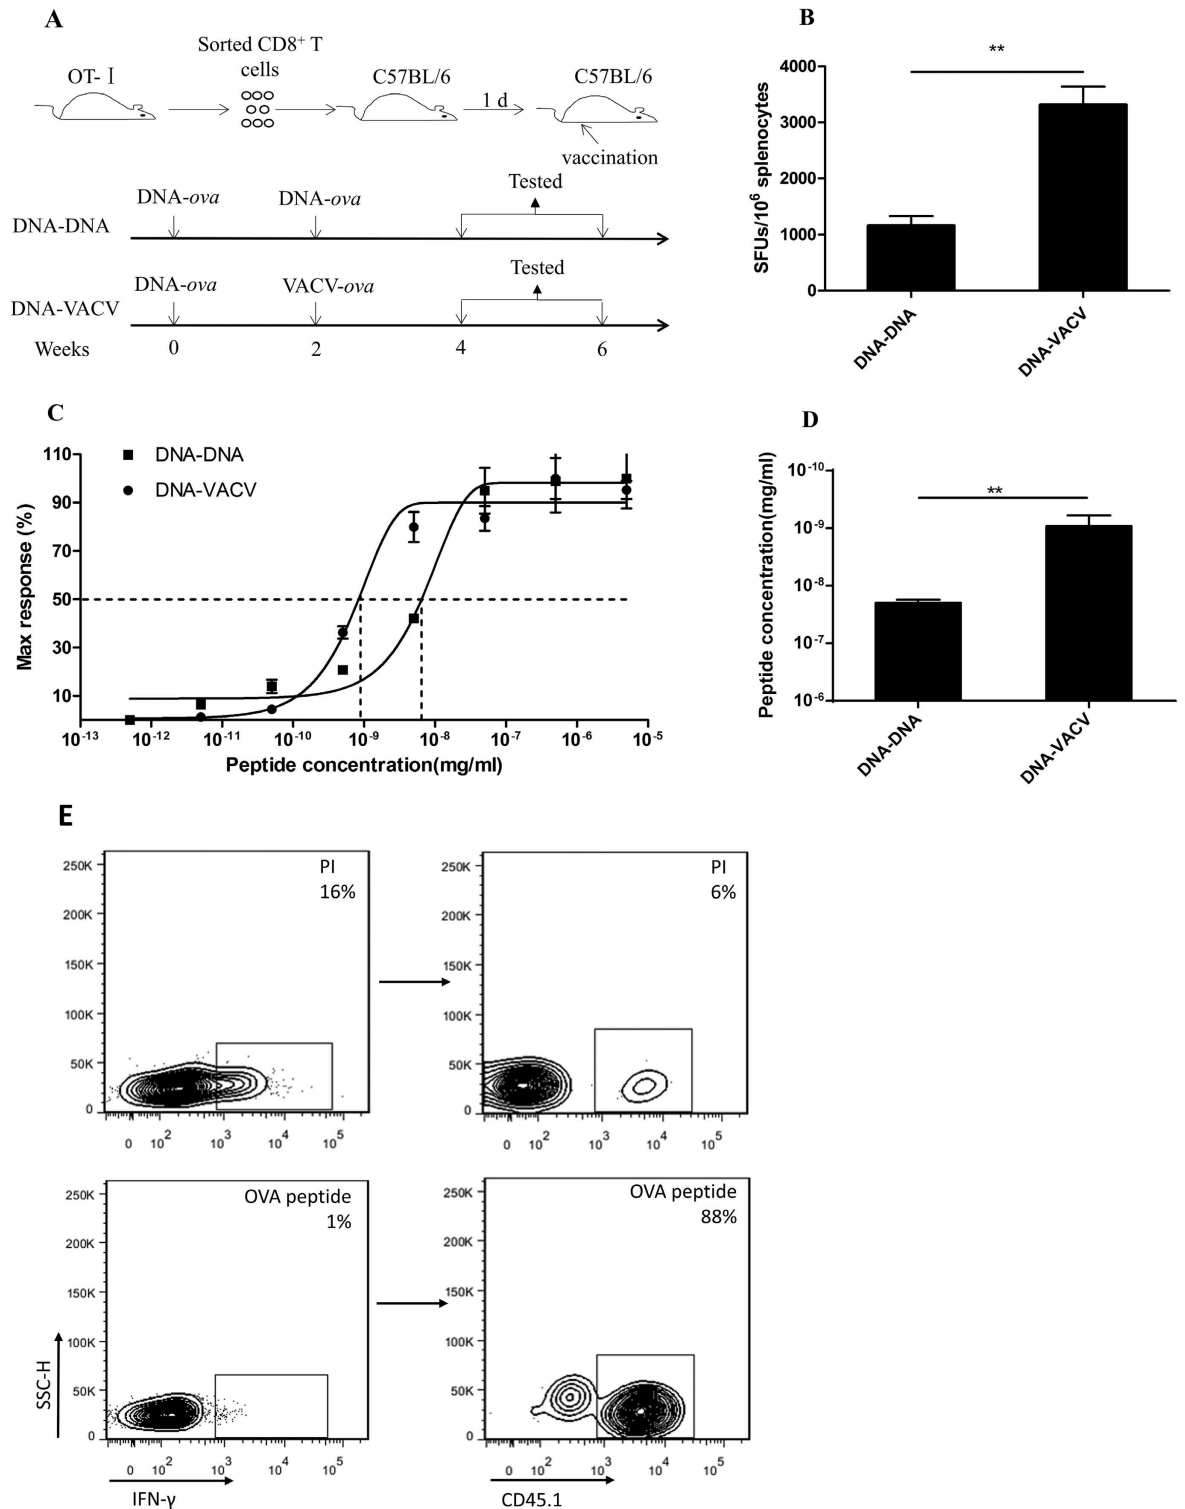 A
OT-Ⅰ
Sorted CD8⁺ T
cells
C57BL/6
1 d
C57BL/6
vaccination
DNA-DNA
DNA-ova
DNA-ova
Tested
DNA-VACV
DNA-ova
VACV-ova
Tested
Weeks
0
2
4
6
B
**
SFUs/10⁶ splenocytes
4000
3000
2000
1000
0
DNA-DNA
DNA-VACV
C
DNA-DNA
DNA-VACV
Max response (%)
110
90
70
50
30
10
10⁻¹³
10⁻¹²
10⁻¹¹
10⁻¹⁰
10⁻⁹
10⁻⁸
10⁻⁷
10⁻⁶
10⁻⁵
Peptide concentration(mg/ml)
D
**
Peptide concentration(mg/ml)
10⁻¹⁰
10⁻⁹
10⁻⁸
10⁻⁷
10⁻⁶
DNA-DNA
DNA-VACV
E
PI
16%
250K
200K
150K
100K
50K
0
0 10² 10³ 10⁴ 10⁵
PI
6%
250K
200K
150K
100K
50K
0
0 10² 10³ 10⁴ 10⁵
OVA peptide
1%
250K
200K
150K
100K
50K
0
0 10² 10³ 10⁴ 10⁵
OVA peptide
88%
250K
200K
150K
100K
50K
0
0 10² 10³ 10⁴ 10⁵
SSC-H
IFN-γ
CD45.1